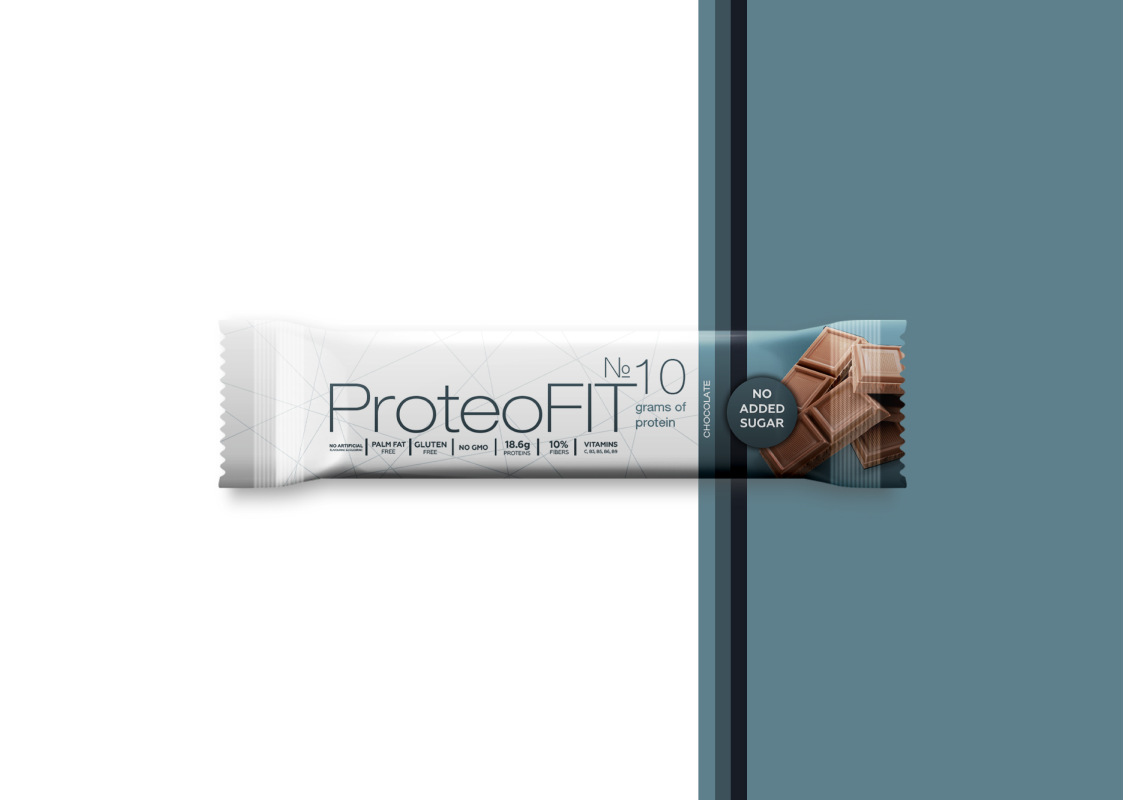 №10
ProteoFIT
grams of
protein
NO ARTIFICIAL
PALM FAT
FREE
GLUTEN
FREE
NO GMO
18.6g
PROTEINS
10%
FIBERS
VITAMINS
CHOCOLATE
NO
ADDED
SUGAR